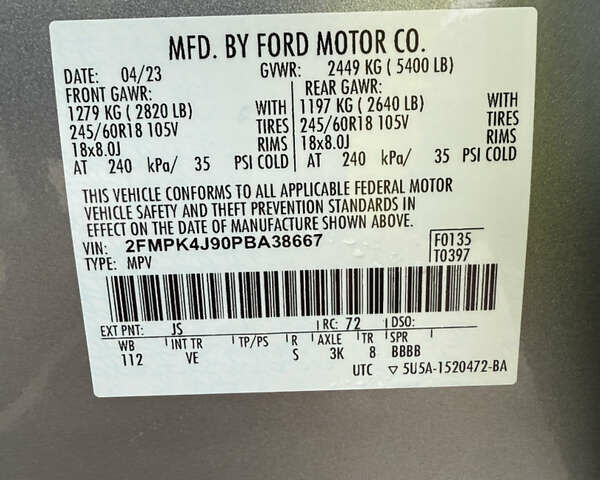 MFD. BY FORD MOTOR CO.
DATE: 04/23 GVWR: 2449 KG ( 5400 LB)
FRONT GAWR: REAR GAWR:
1279 KG ( 2820 LB) WITH 1197 KG ( 2640 LB) WITH
245/60R18 105V TIRES 245/60R18 105V TIRES
18x8.0J RIMS 18x8.0J RIMS
AT 240 kPa/ 35 PSI COLD AT 240 kPa/ 35 PSI COLD
THIS VEHICLE CONFORMS TO ALL APPLICABLE FEDERAL MOTOR
VEHICLE SAFETY AND THEFT PREVENTION STANDARDS IN
EFFECT ON THE DATE OF MANUFACTURE SHOWN ABOVE.
VIN: 2FMPK4J90PBA38667 F0135
TYPE: MPV T0397
EXT PNT: JS RC: 72 DSO:
WB INT TR TP/PS R AXLE TR SPR
112 VE S 3K 8 BBBB
UTC ▽ 5U5A-1520472-BA